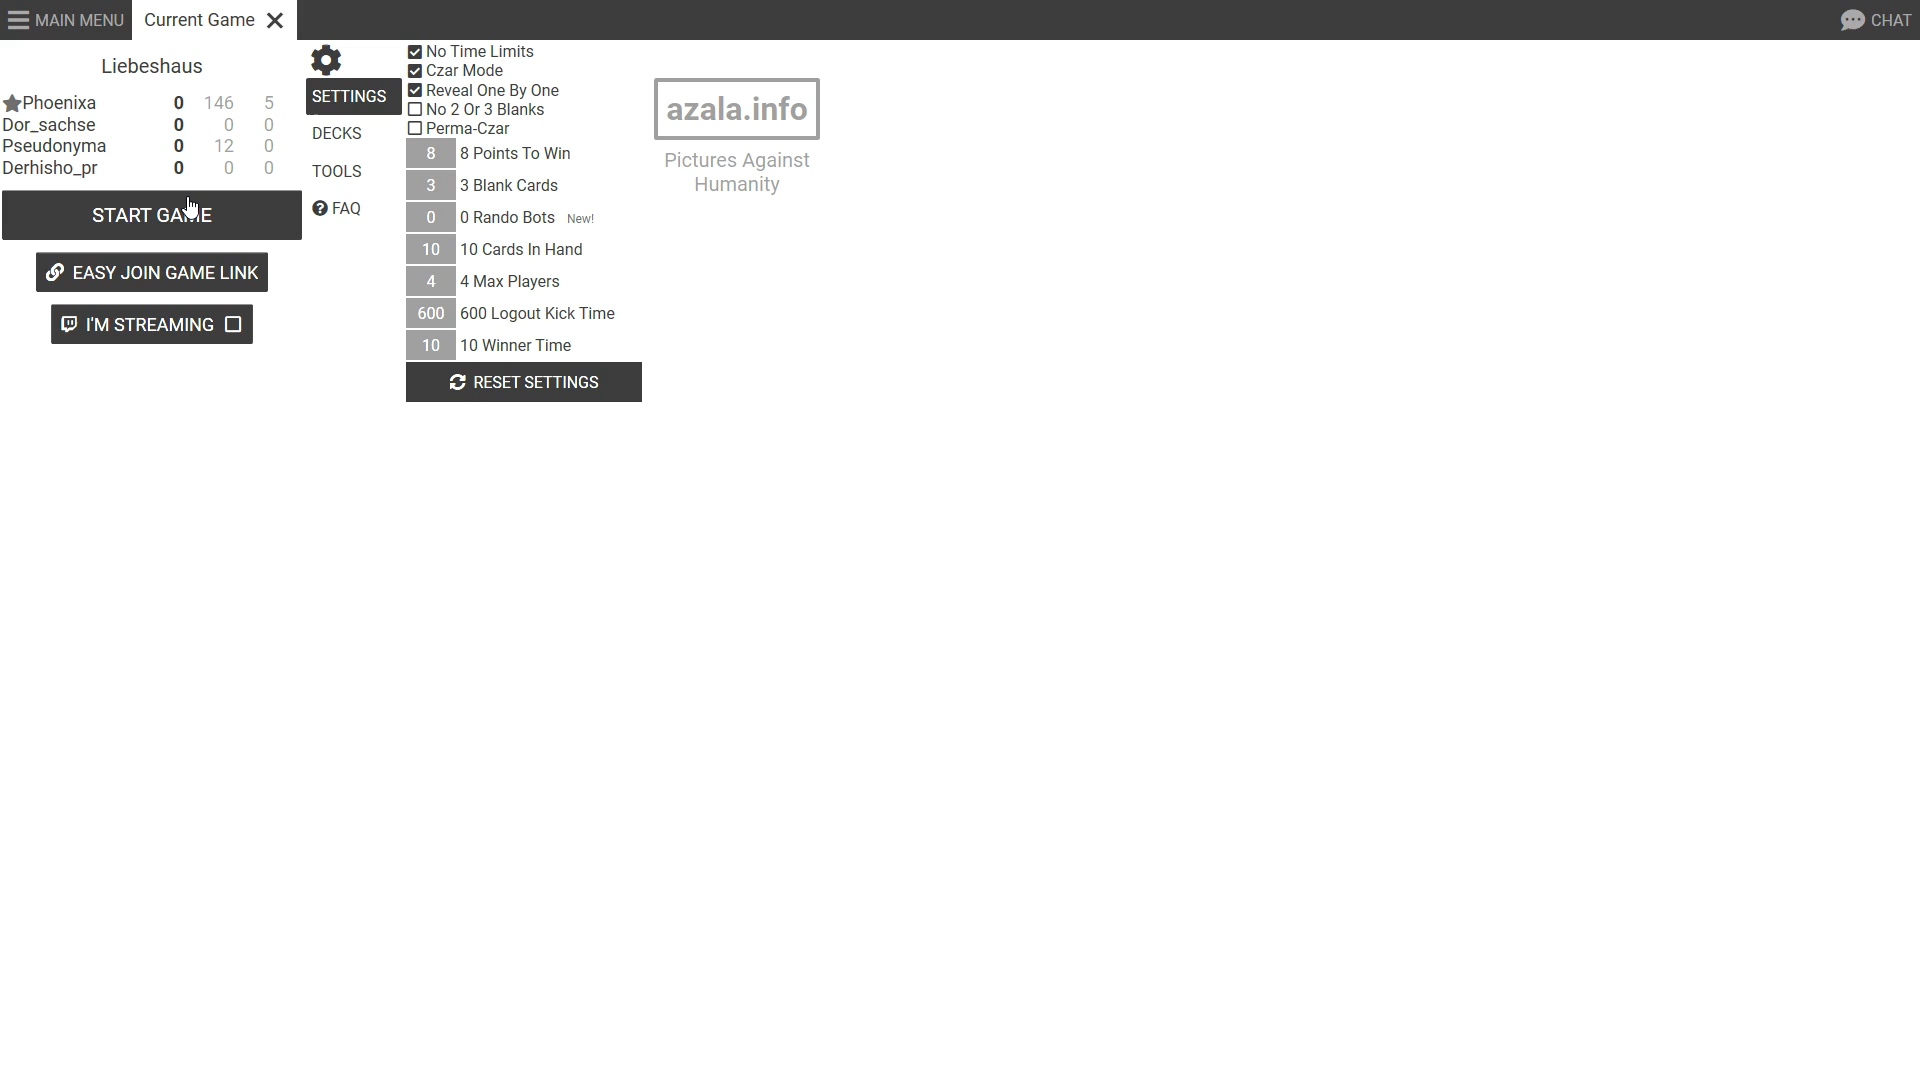 MAIN MENU
Current Game
CHAT
Liebeshaus
Phoenixa 0 146 5
Dor_sachse 0 0 0
Pseudonyma 0 12 0
Derhisho_pr 0 0 0
START GAME
EASY JOIN GAME LINK
I'M STREAMING
SETTINGS
DECKS
TOOLS
FAQ
No Time Limits
Czar Mode
Reveal One By One
No 2 Or 3 Blanks
Perma-Czar
8 8 Points To Win
3 3 Blank Cards
0 0 Rando Bots New!
10 10 Cards In Hand
4 4 Max Players
600 600 Logout Kick Time
10 10 Winner Time
RESET SETTINGS
azala.info
Pictures Against
Humanity